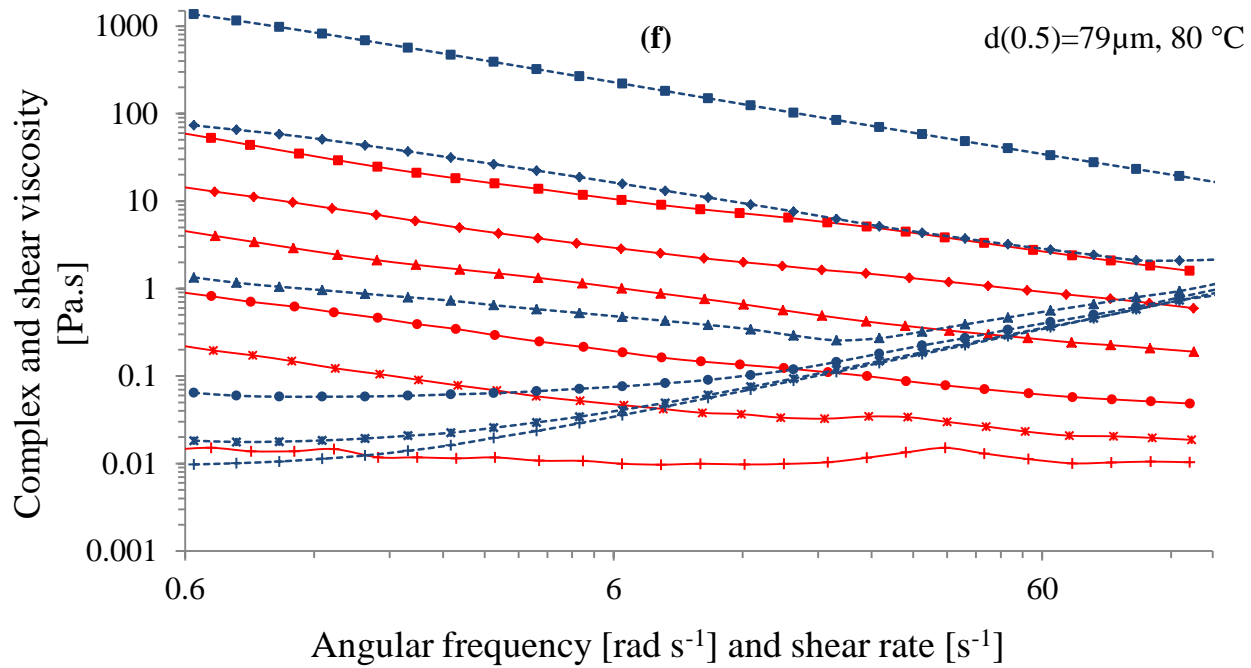 (f)
d(0.5)=79µm, 80 °C
Complex and shear viscosity
[Pa.s]
1000
100
10
1
0.1
0.01
0.001
0.6
6
60
Angular frequency [rad s⁻¹] and shear rate [s⁻¹]